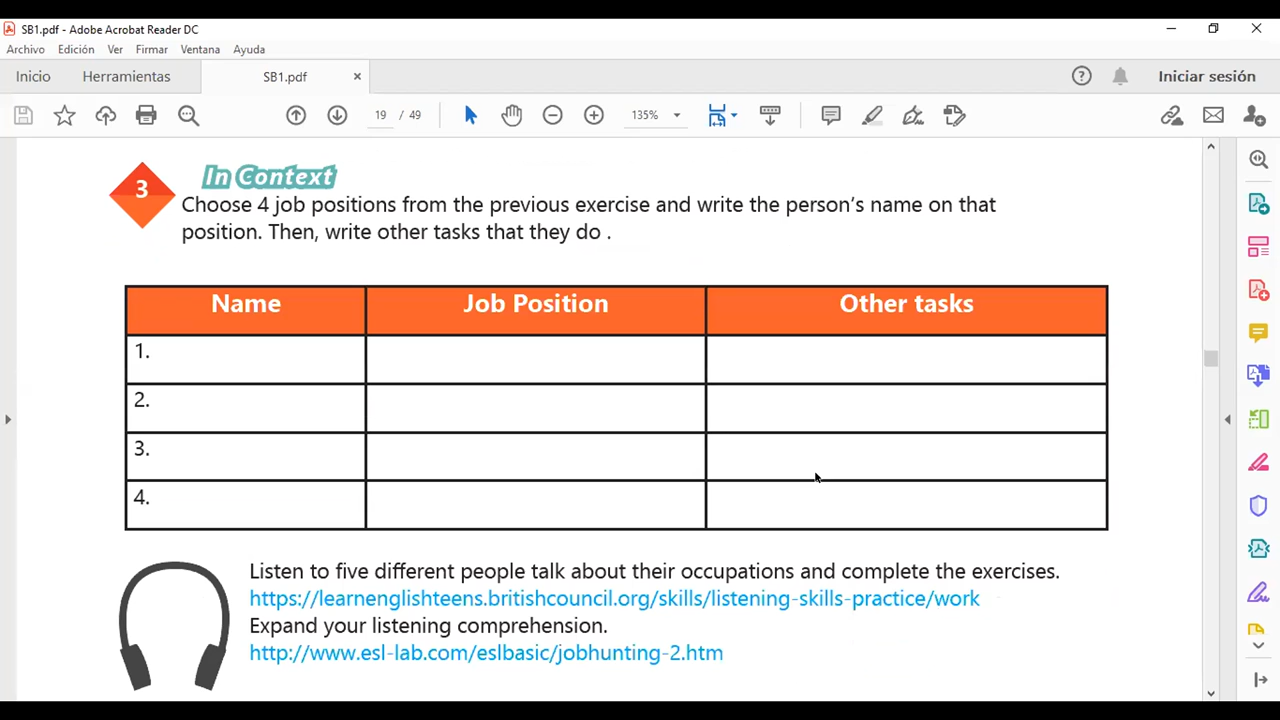 SB1.pdf - Adobe Acrobat Reader DC
Archivo Edición Ver Firmar Ventana Ayuda
Inicio Herramientas SB1.pdf × Iniciar sesión
19 / 49 135%
3 In Context
Choose 4 job positions from the previous exercise and write the person's name on that
position. Then, write other tasks that they do .
Name Job Position Other tasks
1.
2.
3.
4.
Listen to five different people talk about their occupations and complete the exercises.
https://learnenglishteens.britishcouncil.org/skills/listening-skills-practice/work
Expand your listening comprehension.
http://www.esl-lab.com/eslbasic/jobhunting-2.htm